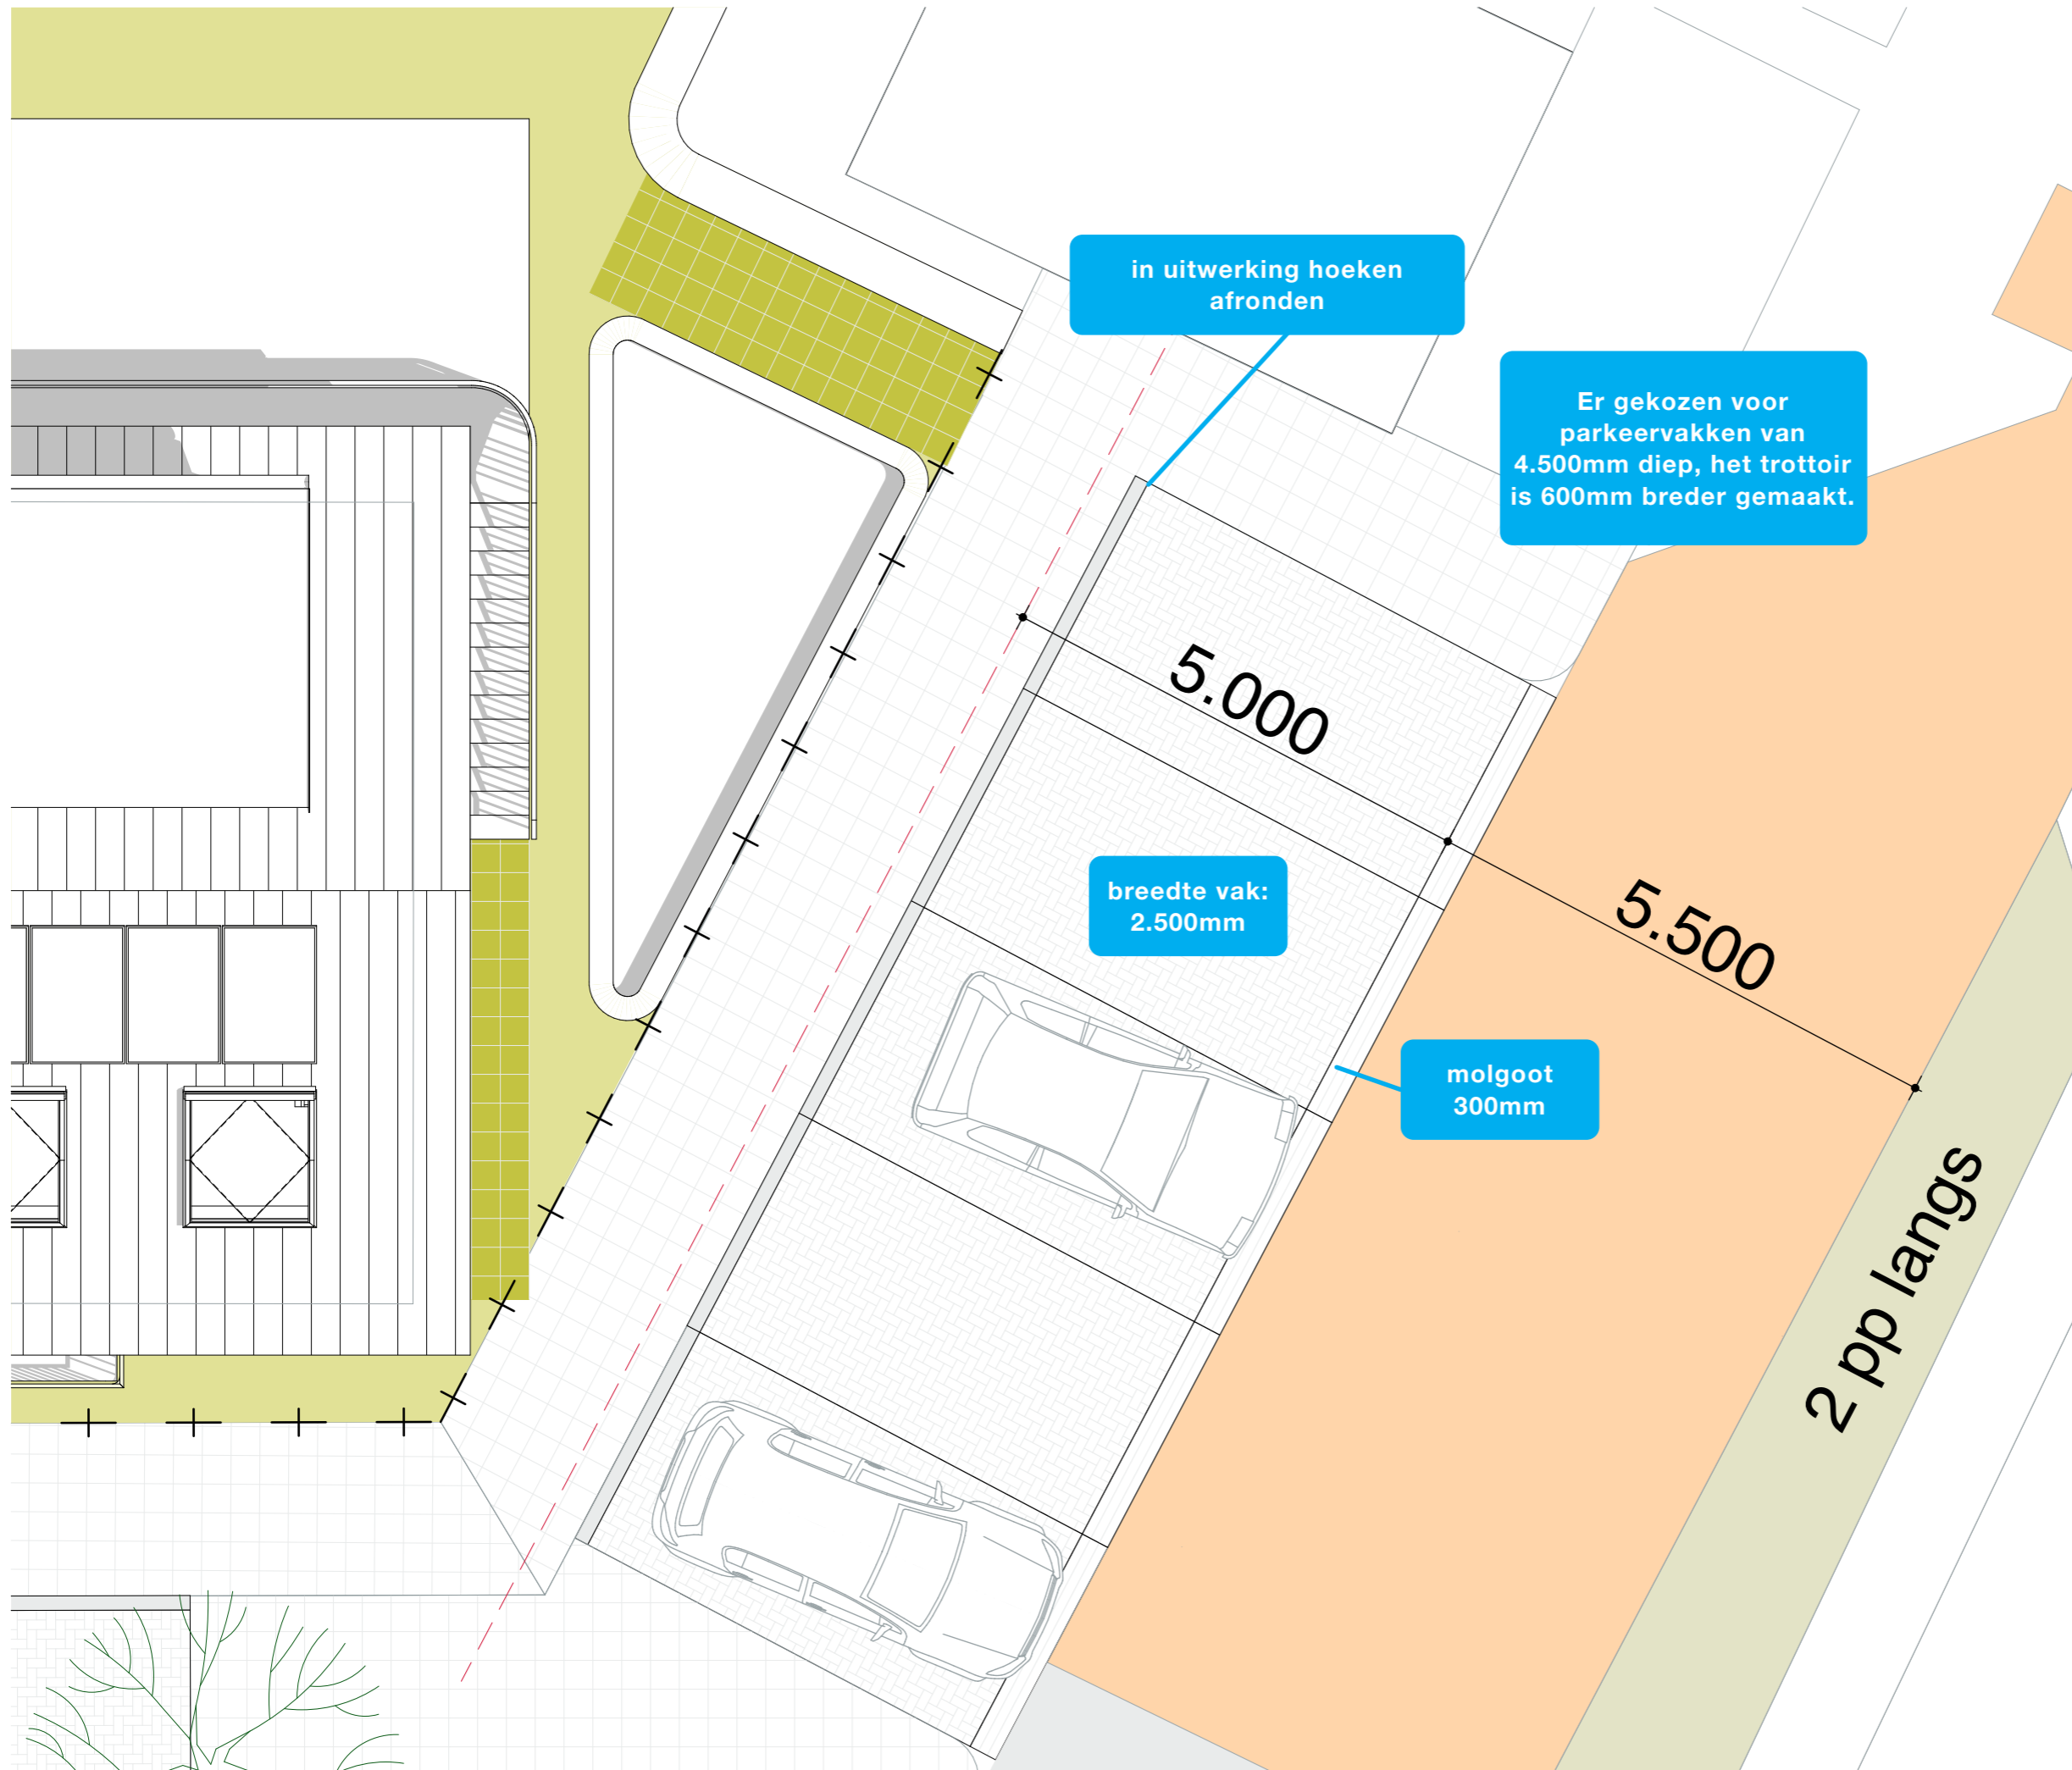 in uitwerking hoeken
afronden
Er gekozen voor
parkeervakken van
4.500mm diep, het trottoir
is 600mm breder gemaakt.
5.000
breedte vak:
2.500mm
5.500
molgoot
300mm
2 pp langs